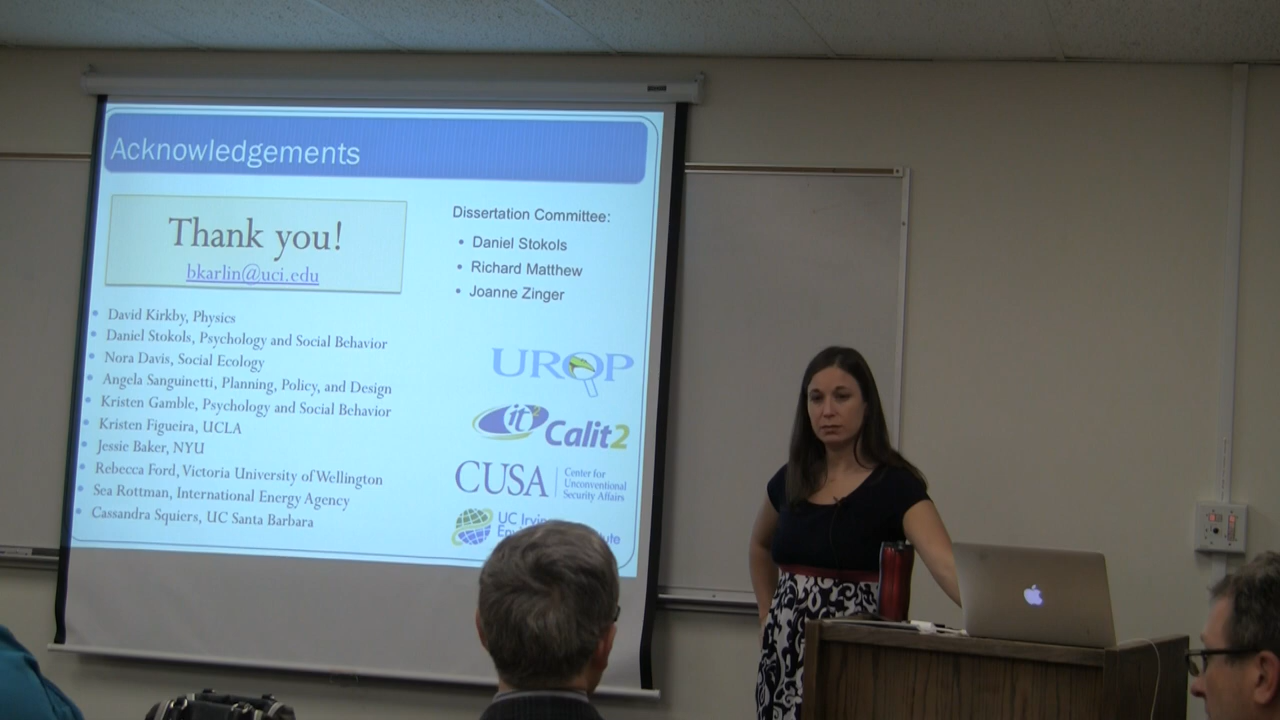 Acknowledgements
Thank you!
bkarlin@uci.edu
David Kirkby, Physics
Daniel Stokols, Psychology and Social Behavior
Nora Davis, Social Ecology
Angela Sanguinetti, Planning, Policy, and Design
Kristen Gamble, Psychology and Social Behavior
Kristen Figueira, UCLA
Jessie Baker, NYU
Rebecca Ford, Victoria University of Wellington
Sea Rottman, International Energy Agency
Cassandra Squiers, UC Santa Barbara
Dissertation Committee:
Daniel Stokols
Richard Matthew
Joanne Zinger
UROP
it2 Calit2
CUSA
Center for
Unconventional
Security Affairs
UC